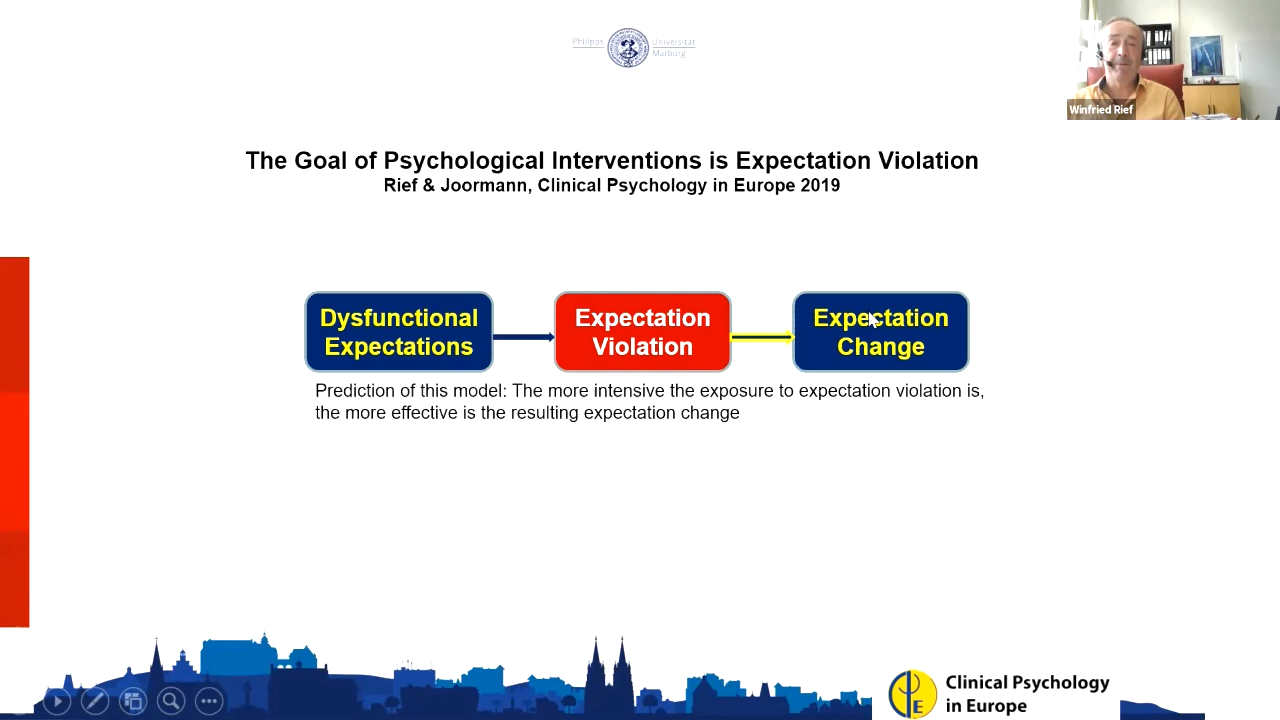 Philipps Universität
Marburg
Winfried Rief
The Goal of Psychological Interventions is Expectation Violation
Rief & Joormann, Clinical Psychology in Europe 2019
Dysfunctional
Expectations
Expectation
Violation
Expectation
Change
Prediction of this model: The more intensive the exposure to expectation violation is,
the more effective is the resulting expectation change
Clinical Psychology
in Europe